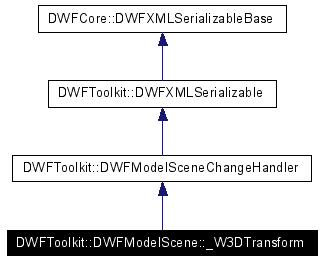 DWFCore::DWFXMLSerializableBase
DWFToolkit::DWFXMLSerializable
DWFToolkit::DWFModelSceneChangeHandler
DWFToolkit::DWFModelScene::_W3DTransform